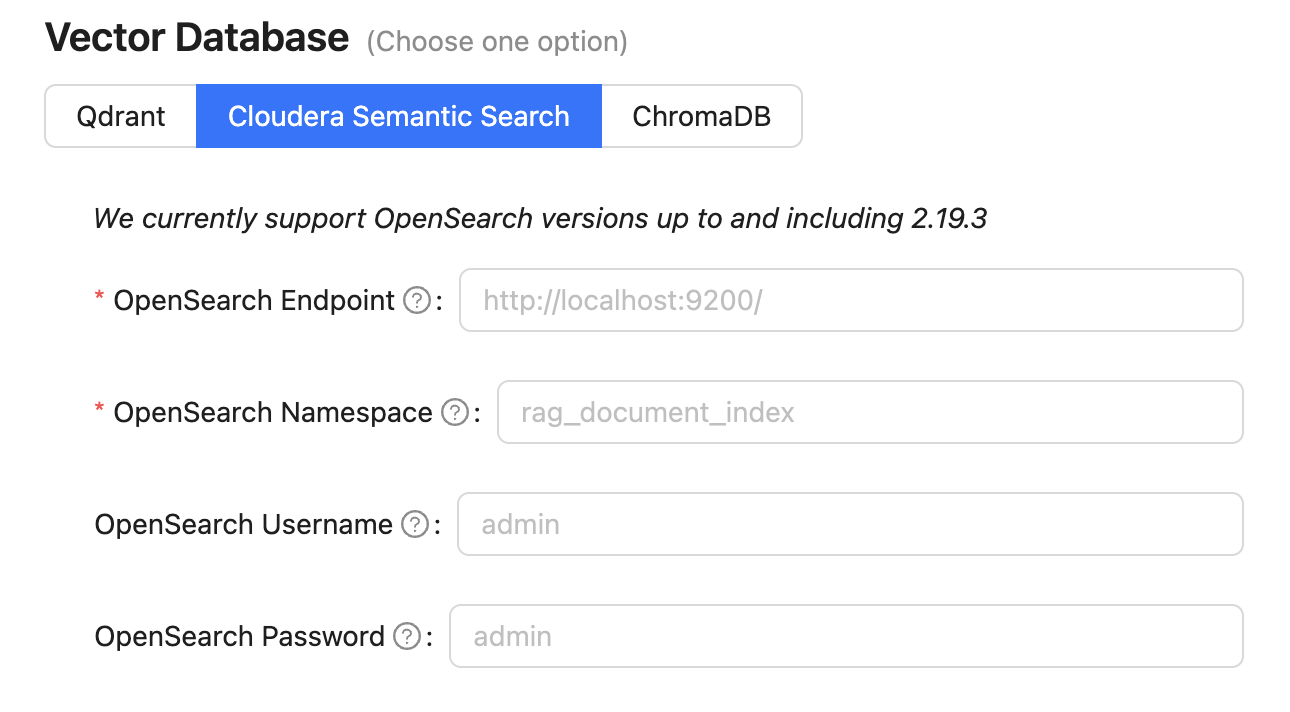 Vector Database (Choose one option)
Qdrant Cloudera Semantic Search ChromaDB
We currently support OpenSearch versions up to and including 2.19.3
* OpenSearch Endpoint ? : http://localhost:9200/
* OpenSearch Namespace ? : rag_document_index
OpenSearch Username ? : admin
OpenSearch Password ? : admin